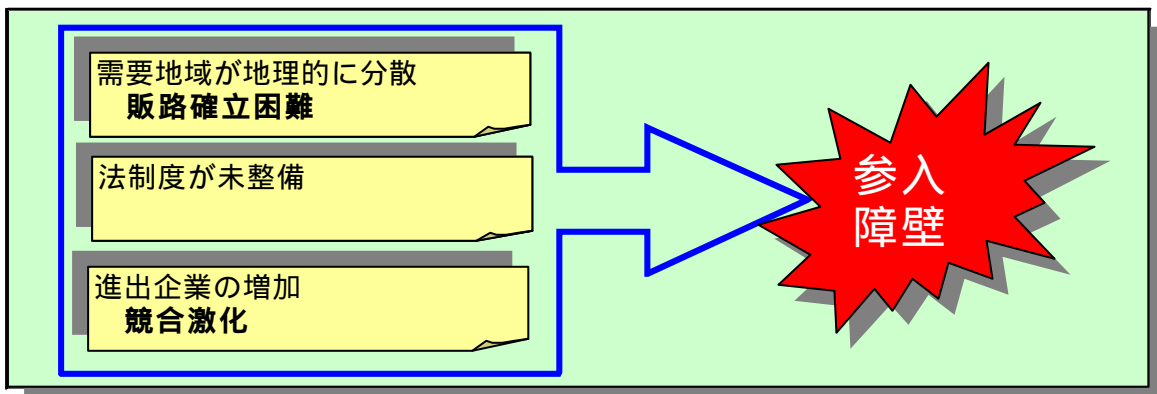 需要地域が地理的に分散
販路確立困難
法制度が未整備
進出企業の増加
競合激化
参入
障壁